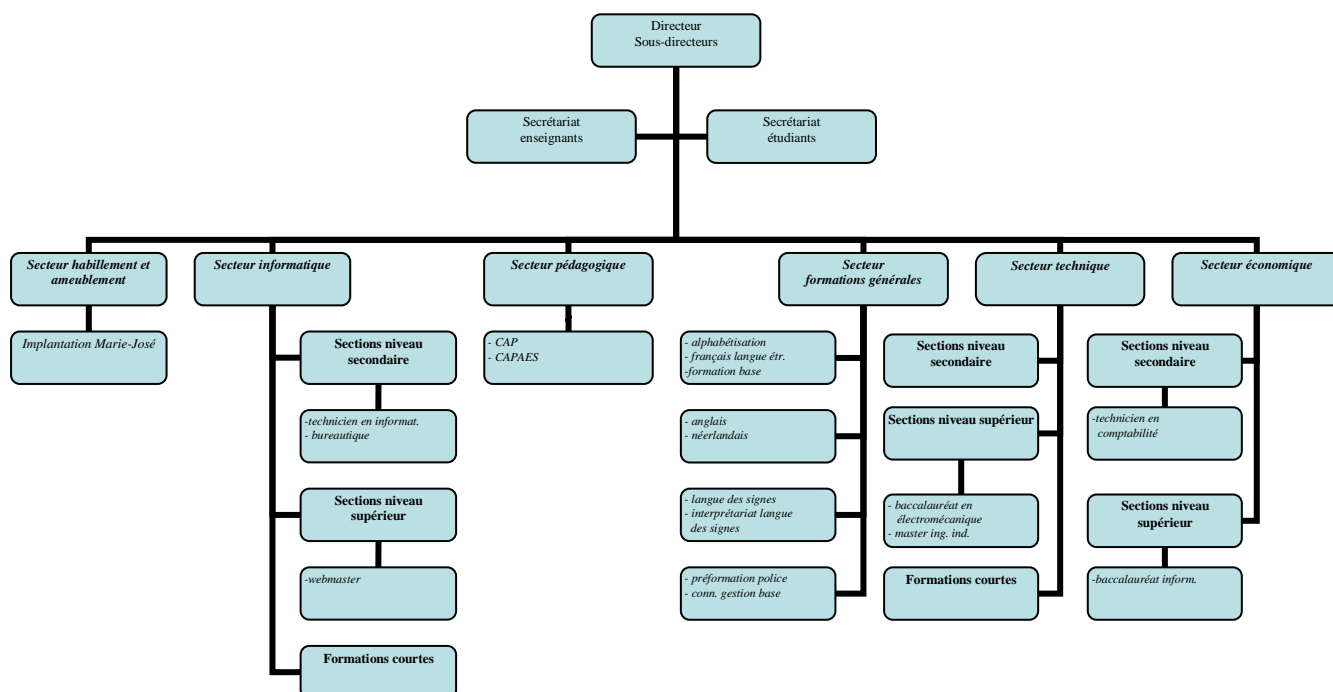 Directeur
Sous-directeurs
Secrétariat
enseignants
Secrétariat
étudiants
Secteur habillement et
ameublement
Secteur informatique
Secteur pédagogique
Secteur
formations générales
Secteur technique
Secteur économique
Implantation Marie-José
Sections niveau
secondaire
-technicien en informat.
- bureautique
Sections niveau
supérieur
-webmaster
Formations courtes
- CAP
- CAPAES
- alphabétisation
- français langue étr.
-formation base
- anglais
- néerlandais
- langue des signes
- interprétariat langue
des signes
- préformation police
- conn. gestion base
Sections niveau
secondaire
Sections niveau supérieur
- baccalauréat en
électromécanique
- master ing. ind.
Formations courtes
Sections niveau
secondaire
-technicien en
comptabilité
Sections niveau
supérieur
-baccalauréat inform.